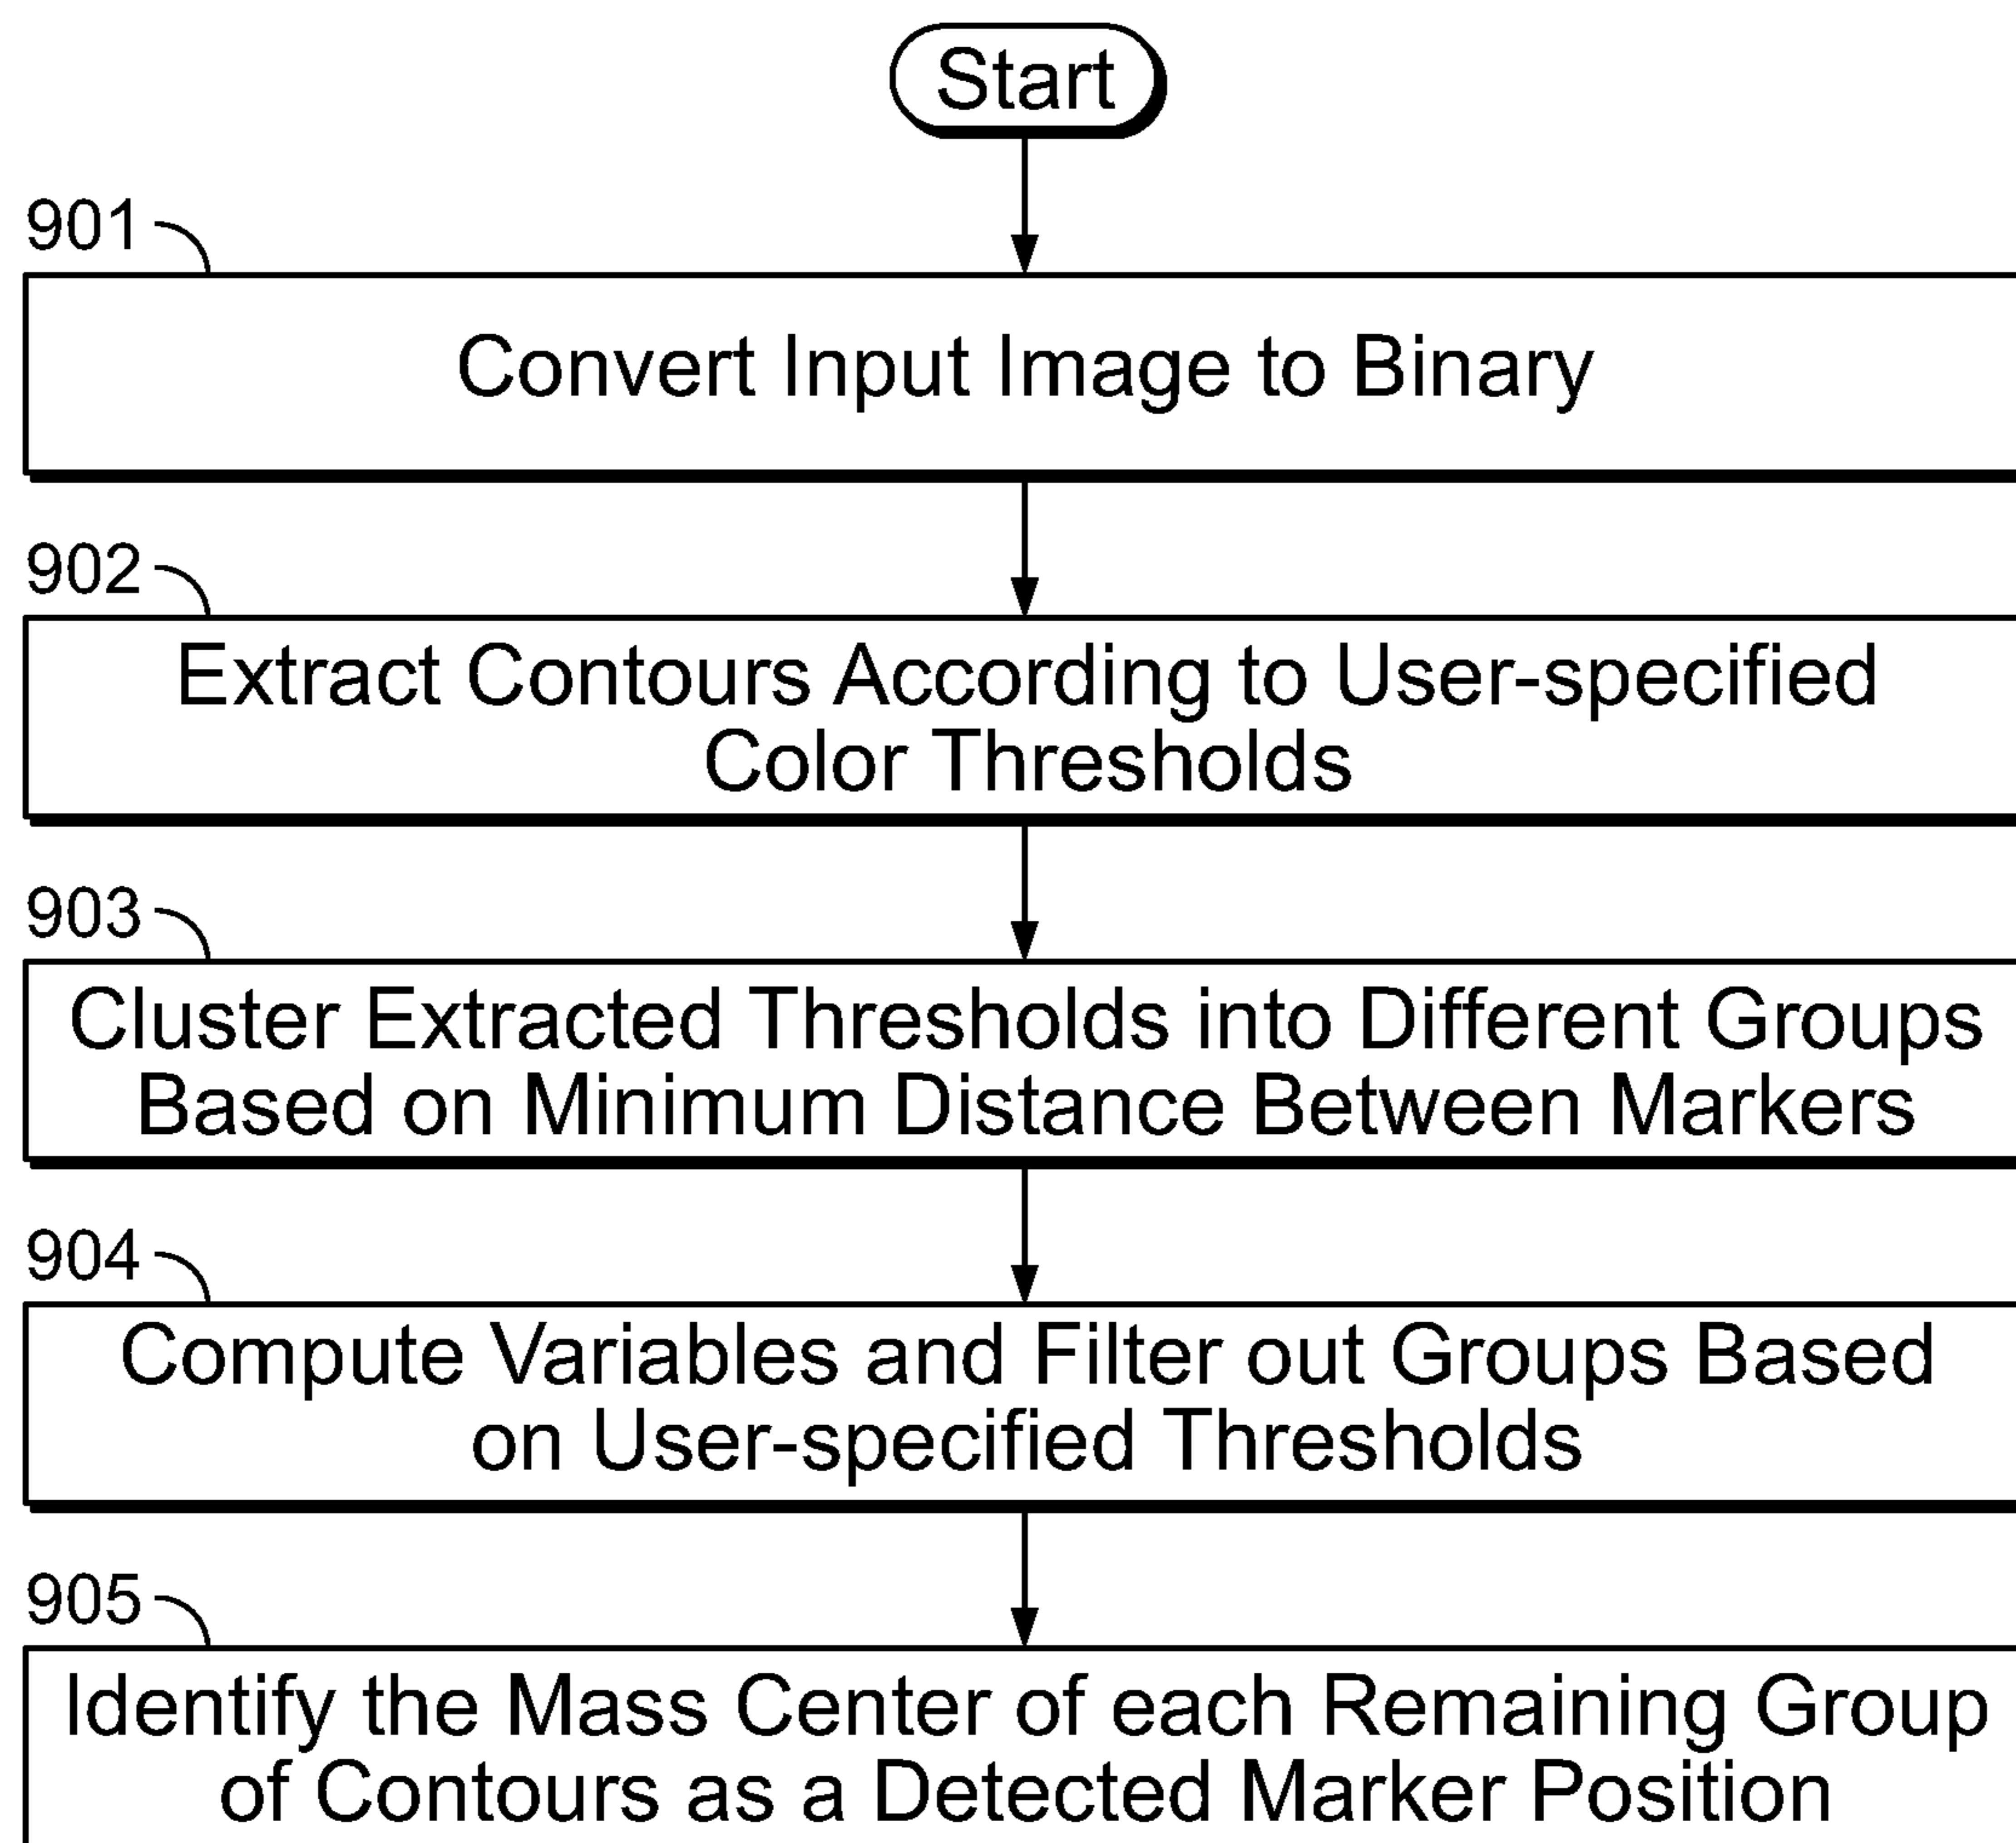 Start
901
Convert Input Image to Binary
902
Extract Contours According to User-specified
Color Thresholds
903
Cluster Extracted Thresholds into Different Groups
Based on Minimum Distance Between Markers
904
Compute Variables and Filter out Groups Based
on User-specified Thresholds
905
Identify the Mass Center of each Remaining Group
of Contours as a Detected Marker Position